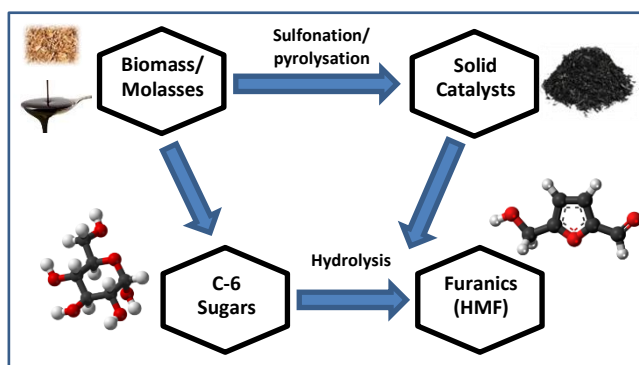 Sulfonation/
pyrolysation
Biomass/
Molasses
Solid
Catalysts
Hydrolysis
C-6
Sugars
Furanics
(HMF)